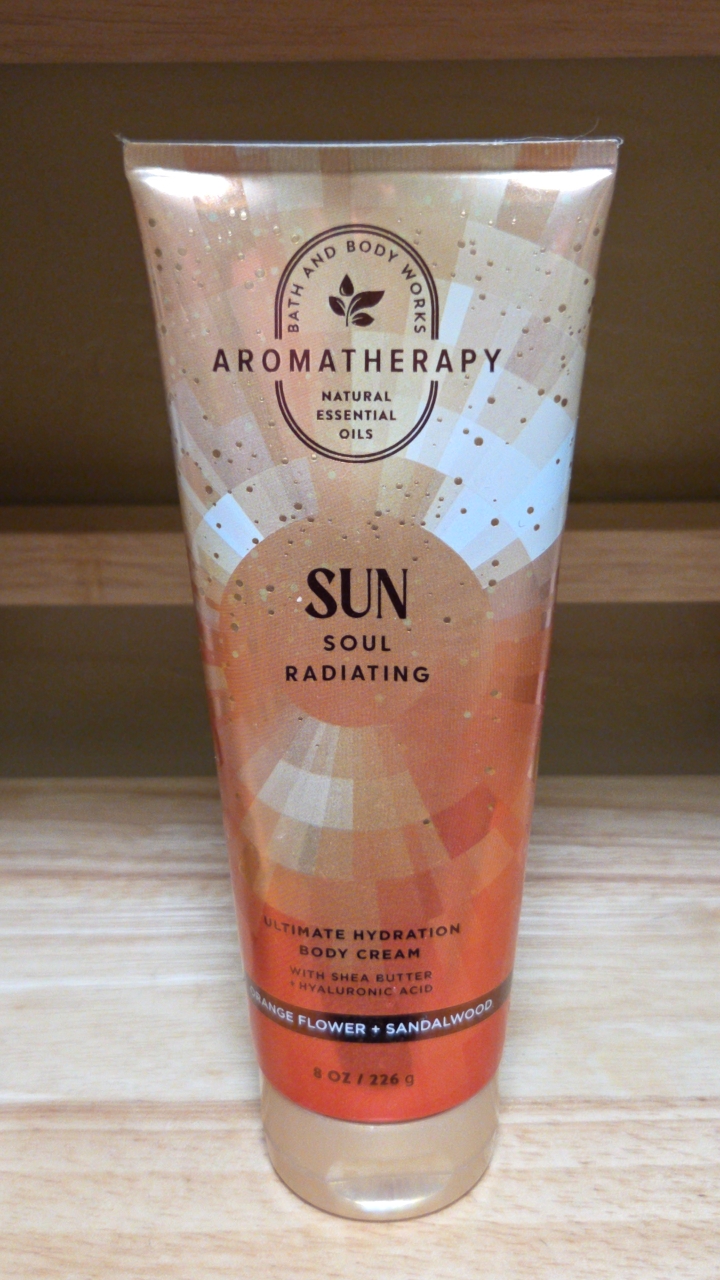 BATH AND BODY WORKS
AROMATHERAPY
NATURAL
ESSENTIAL
OILS
SUN
SOUL
RADIATING
ULTIMATE HYDRATION
BODY CREAM
WITH SHEA BUTTER
+ HYALURONIC ACID
ORANGE FLOWER + SANDALWOOD
8 OZ / 226 g